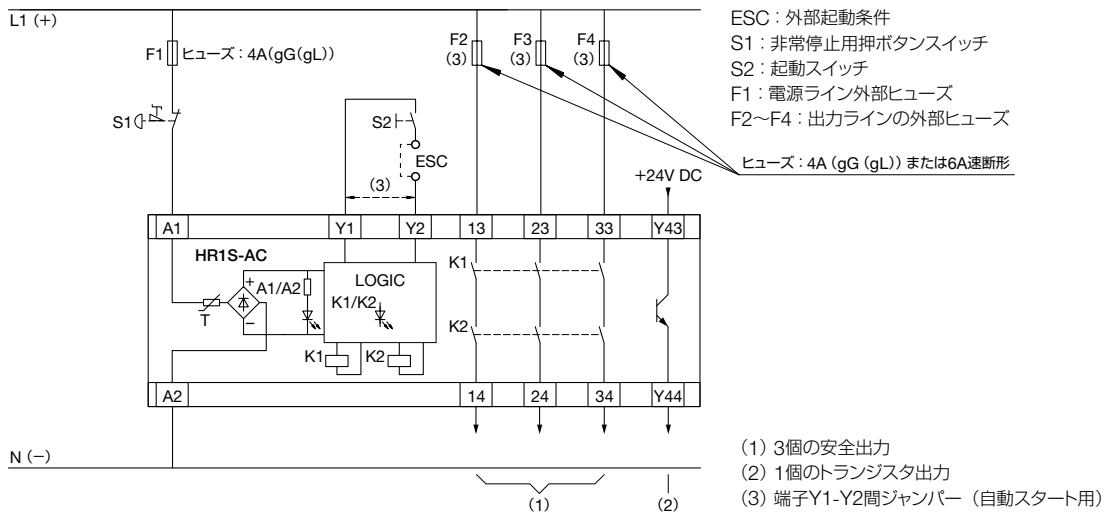 L1 (+)
F1
ヒューズ：4A(gG(gL))
F2
(3)
F3
(3)
F4
(3)
ESC：外部起動条件
S1：非常停止用押ボタンスイッチ
S2：起動スイッチ
F1：電源ライン外部ヒューズ
F2～F4：出力ラインの外部ヒューズ
ヒューズ：4A (gG (gL)) または6A速断形
S1
S2
ESC
(3)
+24V DC
A1
Y1
Y2
13
23
33
Y43
HR1S-AC
LOGIC
K1
+
A1/A2
K1/K2
T
−
K2
K1
K2
A2
14
24
34
Y44
N (−)
(1)
(2)
(1) 3個の安全出力
(2) 1個のトランジスタ出力
(3) 端子Y1-Y2間ジャンパー（自動スタート用）